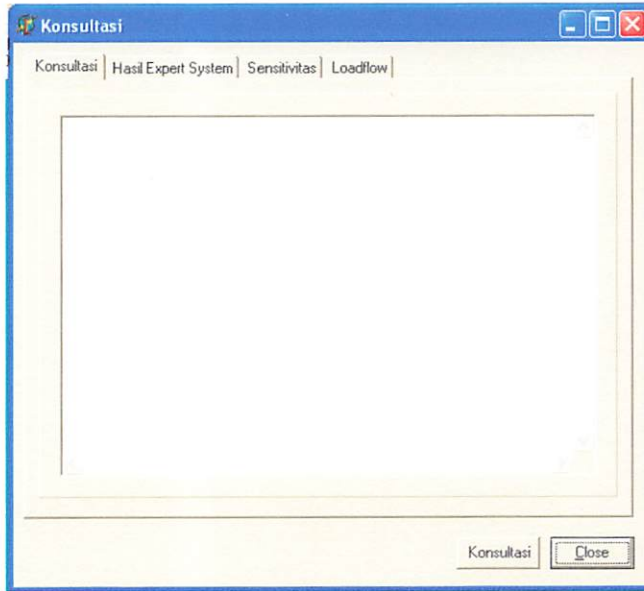 Konsultasi
Konsultasi Hasil Expert System Sensitivitas Loadflow
Konsultasi Close